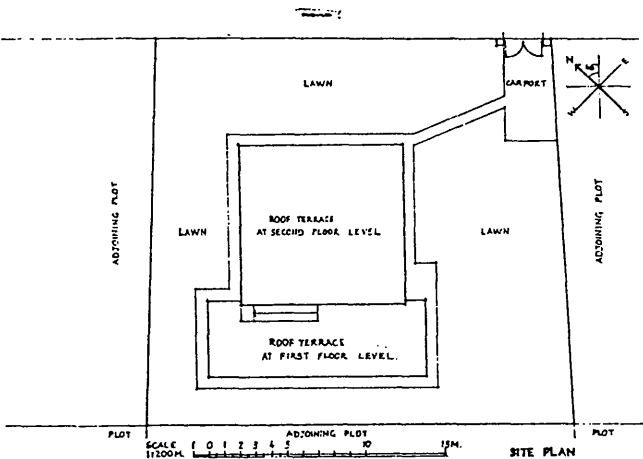 LAWN
CARPORT
N
E
W
S
ADJOINING PLOT
LAWN
ROOF TERRACE
AT SECOND FLOOR LEVEL
LAWN
ADJOINING PLOT
ROOF TERRACE
AT FIRST FLOOR LEVEL.
PLOT
ADJOINING PLOT
PLOT
SCALE
1:200M
1 0 1 2 3 4 5 10 15M.
SITE PLAN